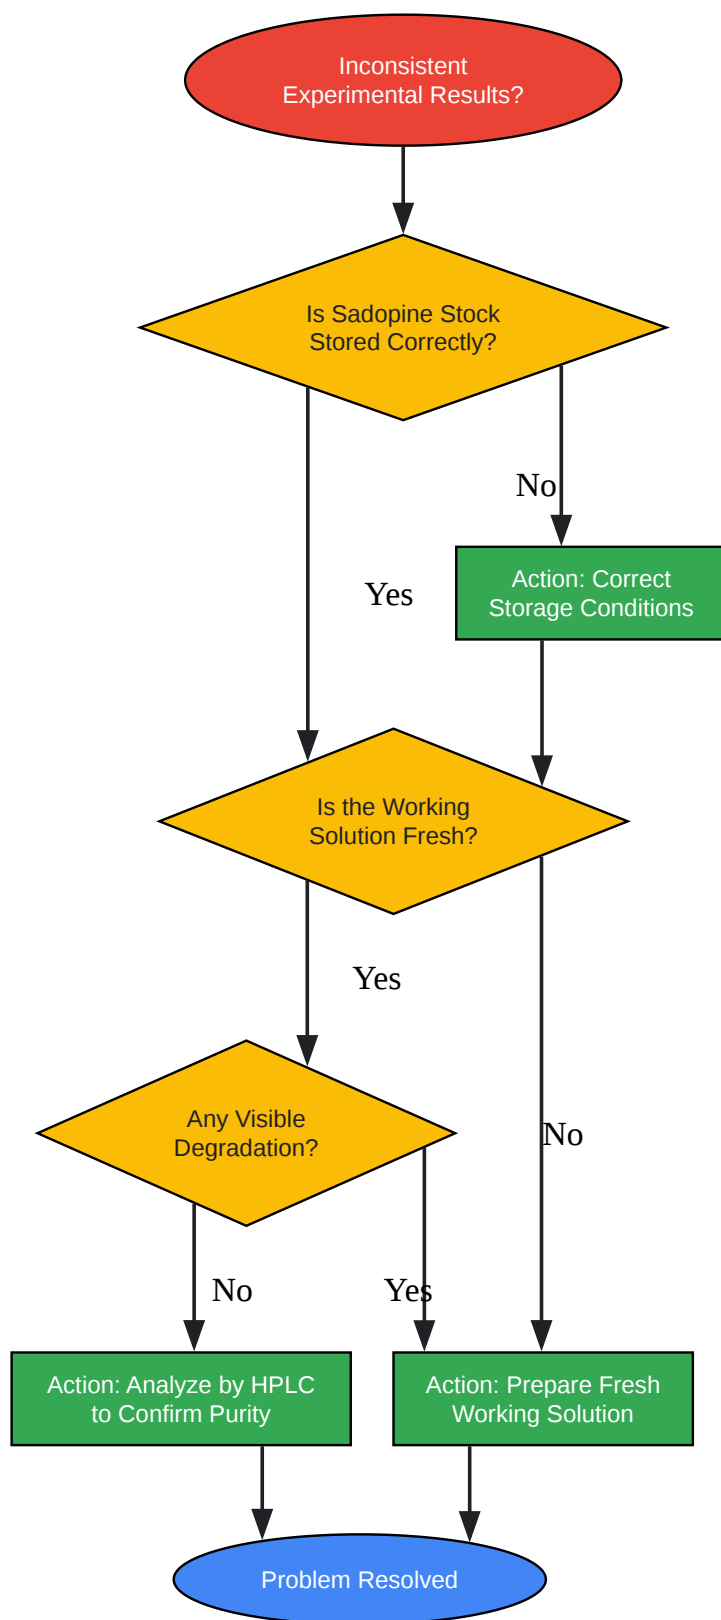 Inconsistent
Experimental Results?
Is Sadopine Stock
Stored Correctly?
No
Action: Correct
Storage Conditions
Yes
Is the Working
Solution Fresh?
Yes
Any Visible
Degradation?
No
No
Yes
Action: Analyze by HPLC
to Confirm Purity
Action: Prepare Fresh
Working Solution
Problem Resolved